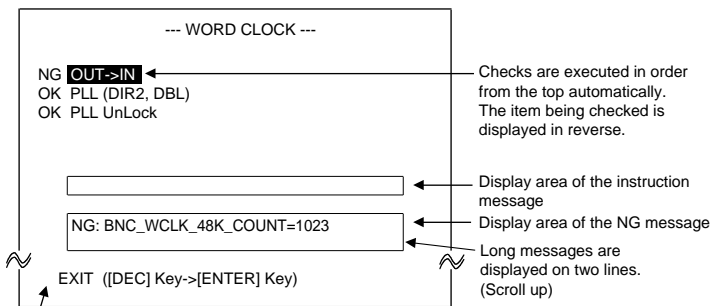 --- WORD CLOCK ---
NG OUT->IN
OK PLL (DIR2, DBL)
OK PLL UnLock
Checks are executed in order
from the top automatically.
The item being checked is
displayed in reverse.
Display area of the instruction
message
NG: BNC_WCLK_48K_COUNT=1023
Display area of the NG message
Long messages are
displayed on two lines.
(Scroll up)
EXIT ([DEC] Key->[ENTER] Key)